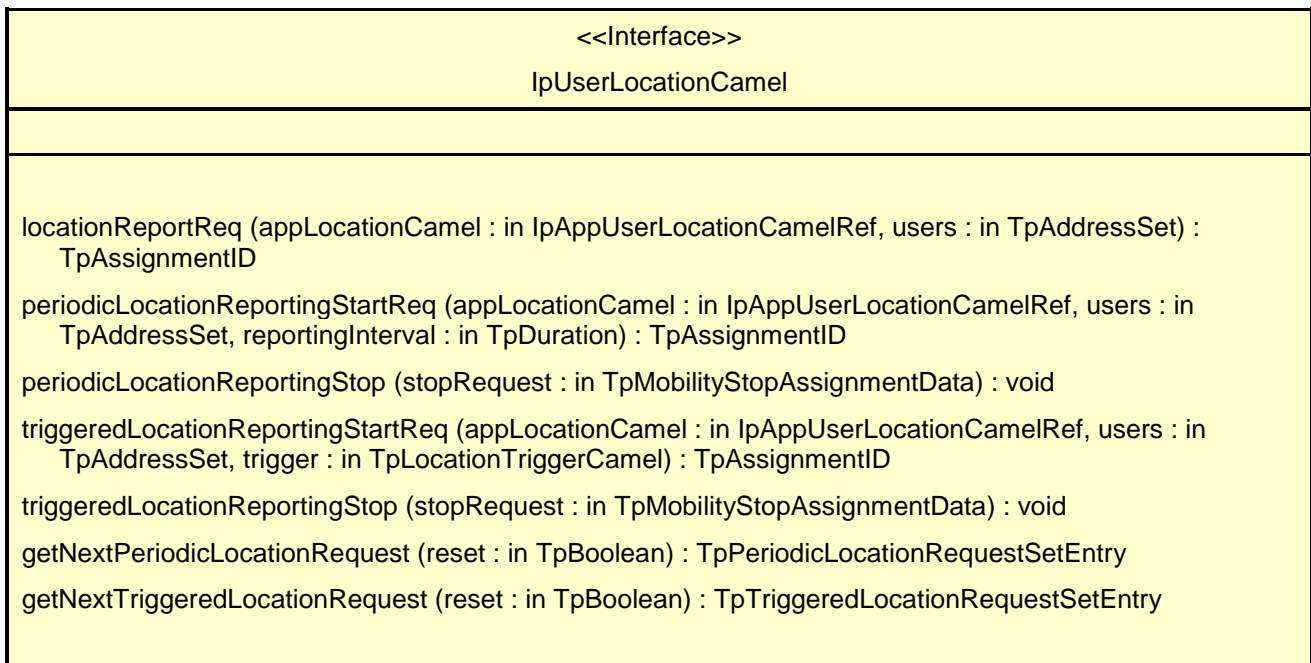 <<Interface>>
IpUserLocationCamel
locationReportReq (appLocationCamel : in IpAppUserLocationCamelRef, users : in TpAddressSet) :
TpAssignmentID
periodicLocationReportingStartReq (appLocationCamel : in IpAppUserLocationCamelRef, users : in
TpAddressSet, reportingInterval : in TpDuration) : TpAssignmentID
periodicLocationReportingStop (stopRequest : in TpMobilityStopAssignmentData) : void
triggeredLocationReportingStartReq (appLocationCamel : in IpAppUserLocationCamelRef, users : in
TpAddressSet, trigger : in TpLocationTriggerCamel) : TpAssignmentID
triggeredLocationReportingStop (stopRequest : in TpMobilityStopAssignmentData) : void
getNextPeriodicLocationRequest (reset : in TpBoolean) : TpPeriodicLocationRequestSetEntry
getNextTriggeredLocationRequest (reset : in TpBoolean) : TpTriggeredLocationRequestSetEntry